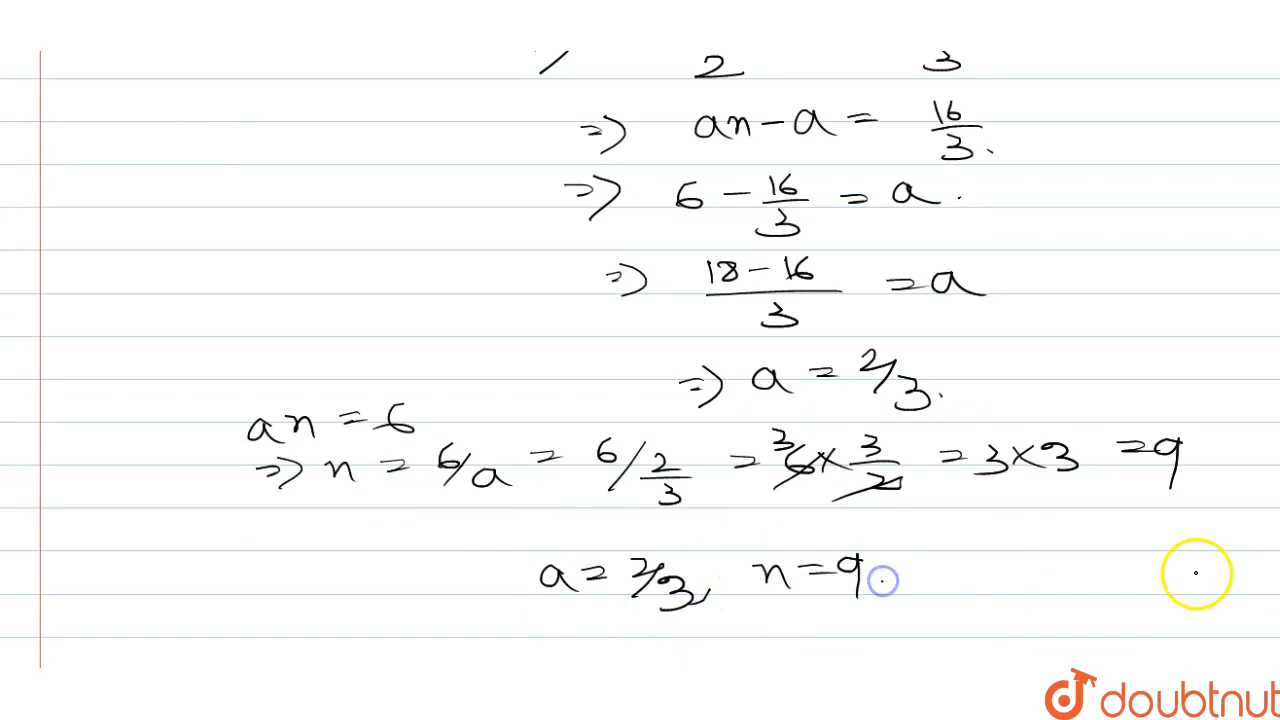 2 3
=> an - a = 16/3.
=> 6 - 16/3 = a.
=> (18 - 16)/3 = a
=> a = 2/3.
an = 6
=> n = 6/a = 6/(2/3) = 3 6 × 3/2 = 3 × 3 = 9
a = 2/3, n = 9
doubtnut